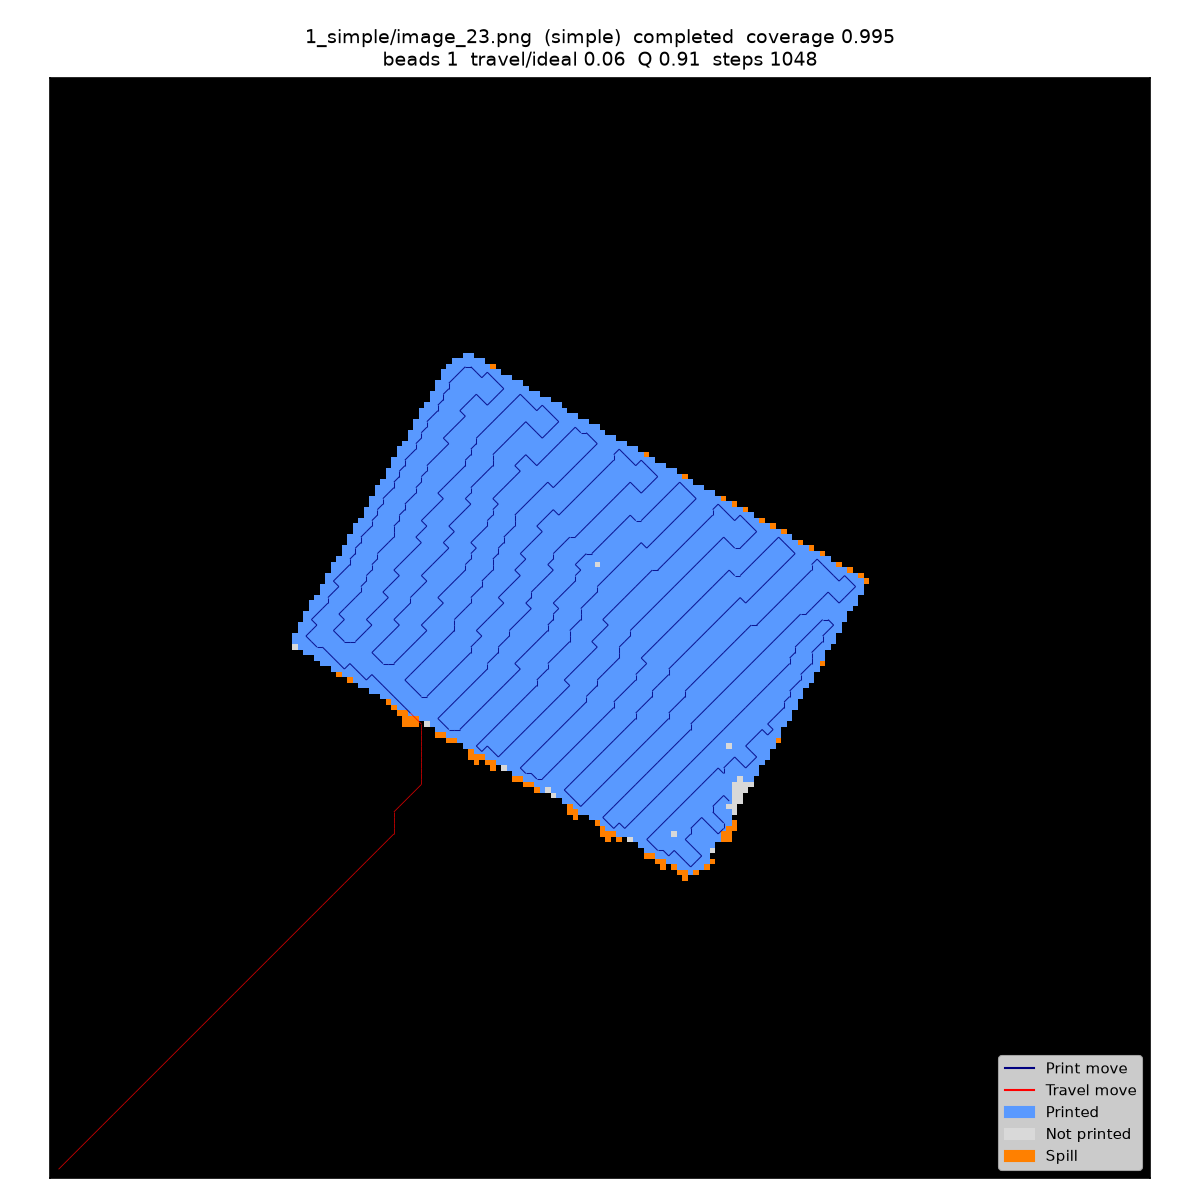 1_simple/image_23.png  (simple)  completed  coverage 0.995
beads 1  travel/ideal 0.06  Q 0.91  steps 1048
Print move
Travel move
Printed
Not printed
Spill